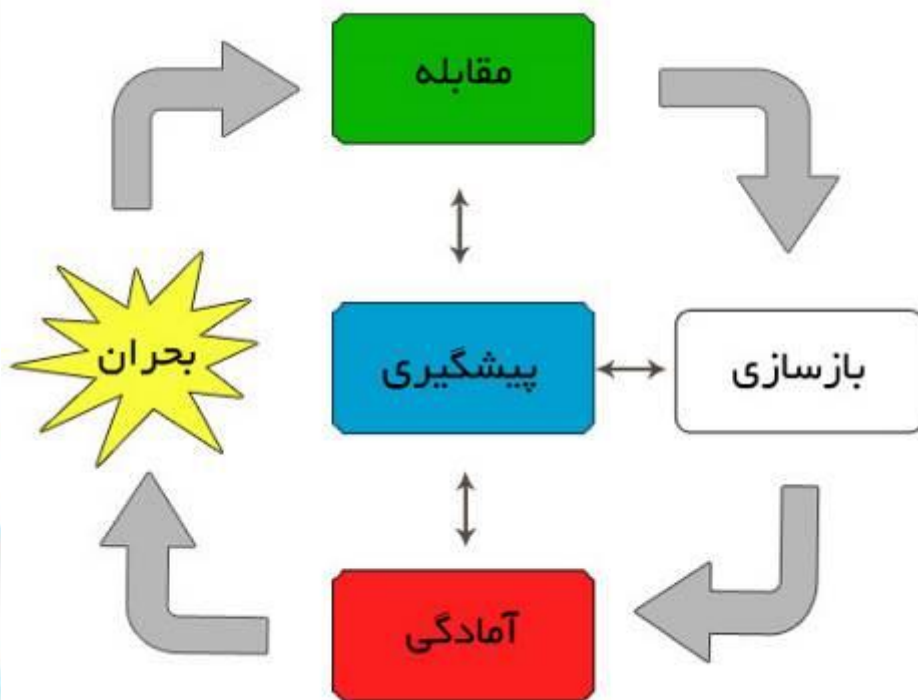 مقابله
بحران
پیشگیری
بازسازی
آمادگی